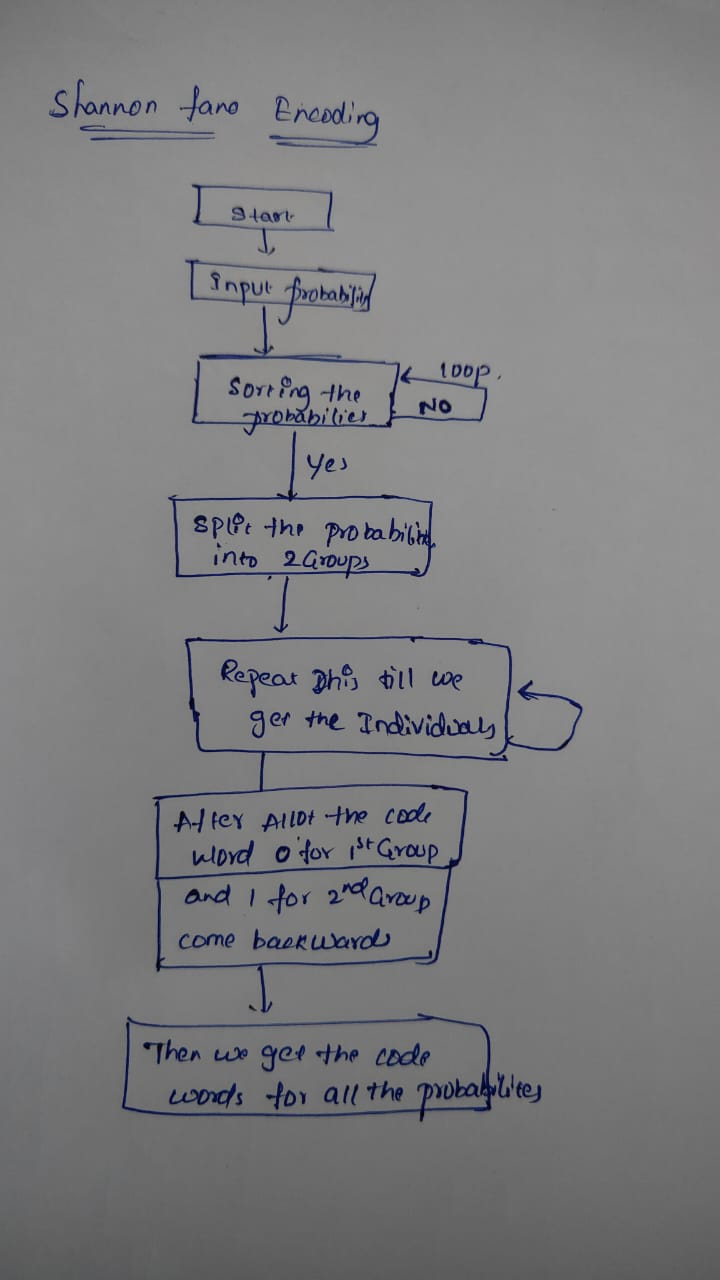 Shannon fano Encoding
Start
Input probability
Sorting the
probabilies
loop.
NO
Yes
Split the probabilities
into 2 Groups
Repeat This till we
get the Individuals
After Allot the code
word 0 for 1st Group
and 1 for 2nd Group
come backwards
Then we get the code
words for all the probabilites